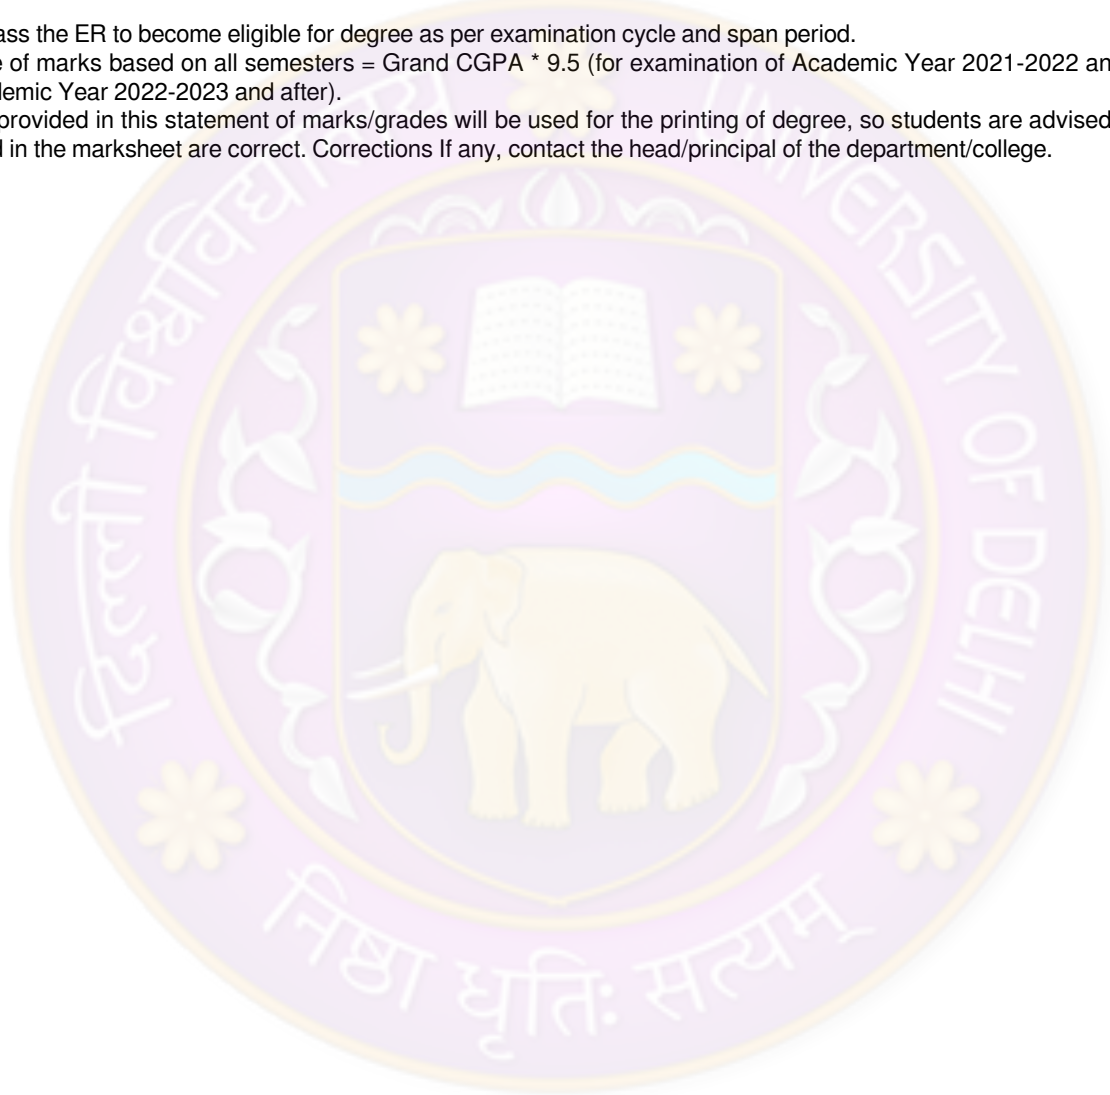 ass the ER to become eligible for degree as per examination cycle and span period.
e of marks based on all semesters = Grand CGPA * 9.5 (for examination of Academic Year 2021-2022 an
demic Year 2022-2023 and after).
provided in this statement of marks/grades will be used for the printing of degree, so students are advised
d in the marksheet are correct. Corrections If any, contact the head/principal of the department/college.
दिल्ली विश्वविद्यालय
UNIVERSITY OF DELHI
निष्ठा धृतिः सत्यम्